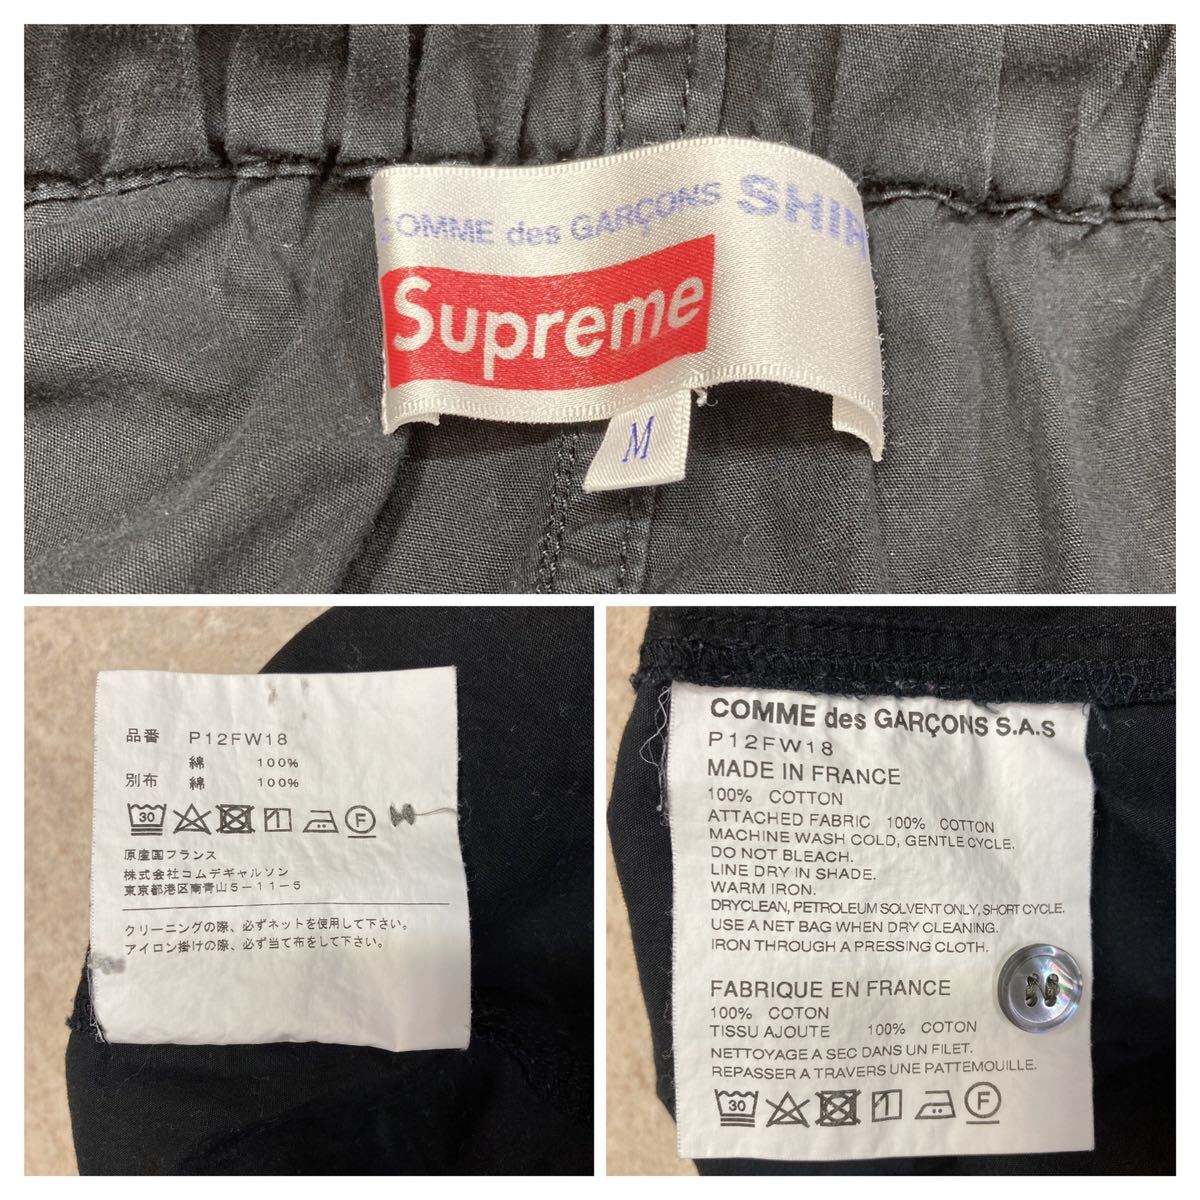 COMME des GARÇONS SHIR
Supreme
M
品番 P12FW18
綿 100%
別布 綿 100%
30 F
原産国フランス
株式会社コムデギャルソン
東京都港区南青山5-11-5
クリーニングの際、必ずネットを使用して下さい。
アイロン掛けの際、必ず当て布をして下さい。
COMME des GARÇONS S.A.S
P12FW18
MADE IN FRANCE
100% COTTON
ATTACHED FABRIC 100% COTTON
MACHINE WASH COLD, GENTLE CYCLE.
DO NOT BLEACH.
LINE DRY IN SHADE.
WARM IRON.
DRYCLEAN, PETROLEUM SOLVENT ONLY, SHORT CYCLE.
USE A NET BAG WHEN DRY CLEANING.
IRON THROUGH A PRESSING CLOTH.
FABRIQUE EN FRANCE
100% COTON
TISSU AJOUTE 100% COTON
NETTOYAGE A SEC DANS UN FILET.
REPASSER A TRAVERS UNE PATTEMOUILLE.
30 F